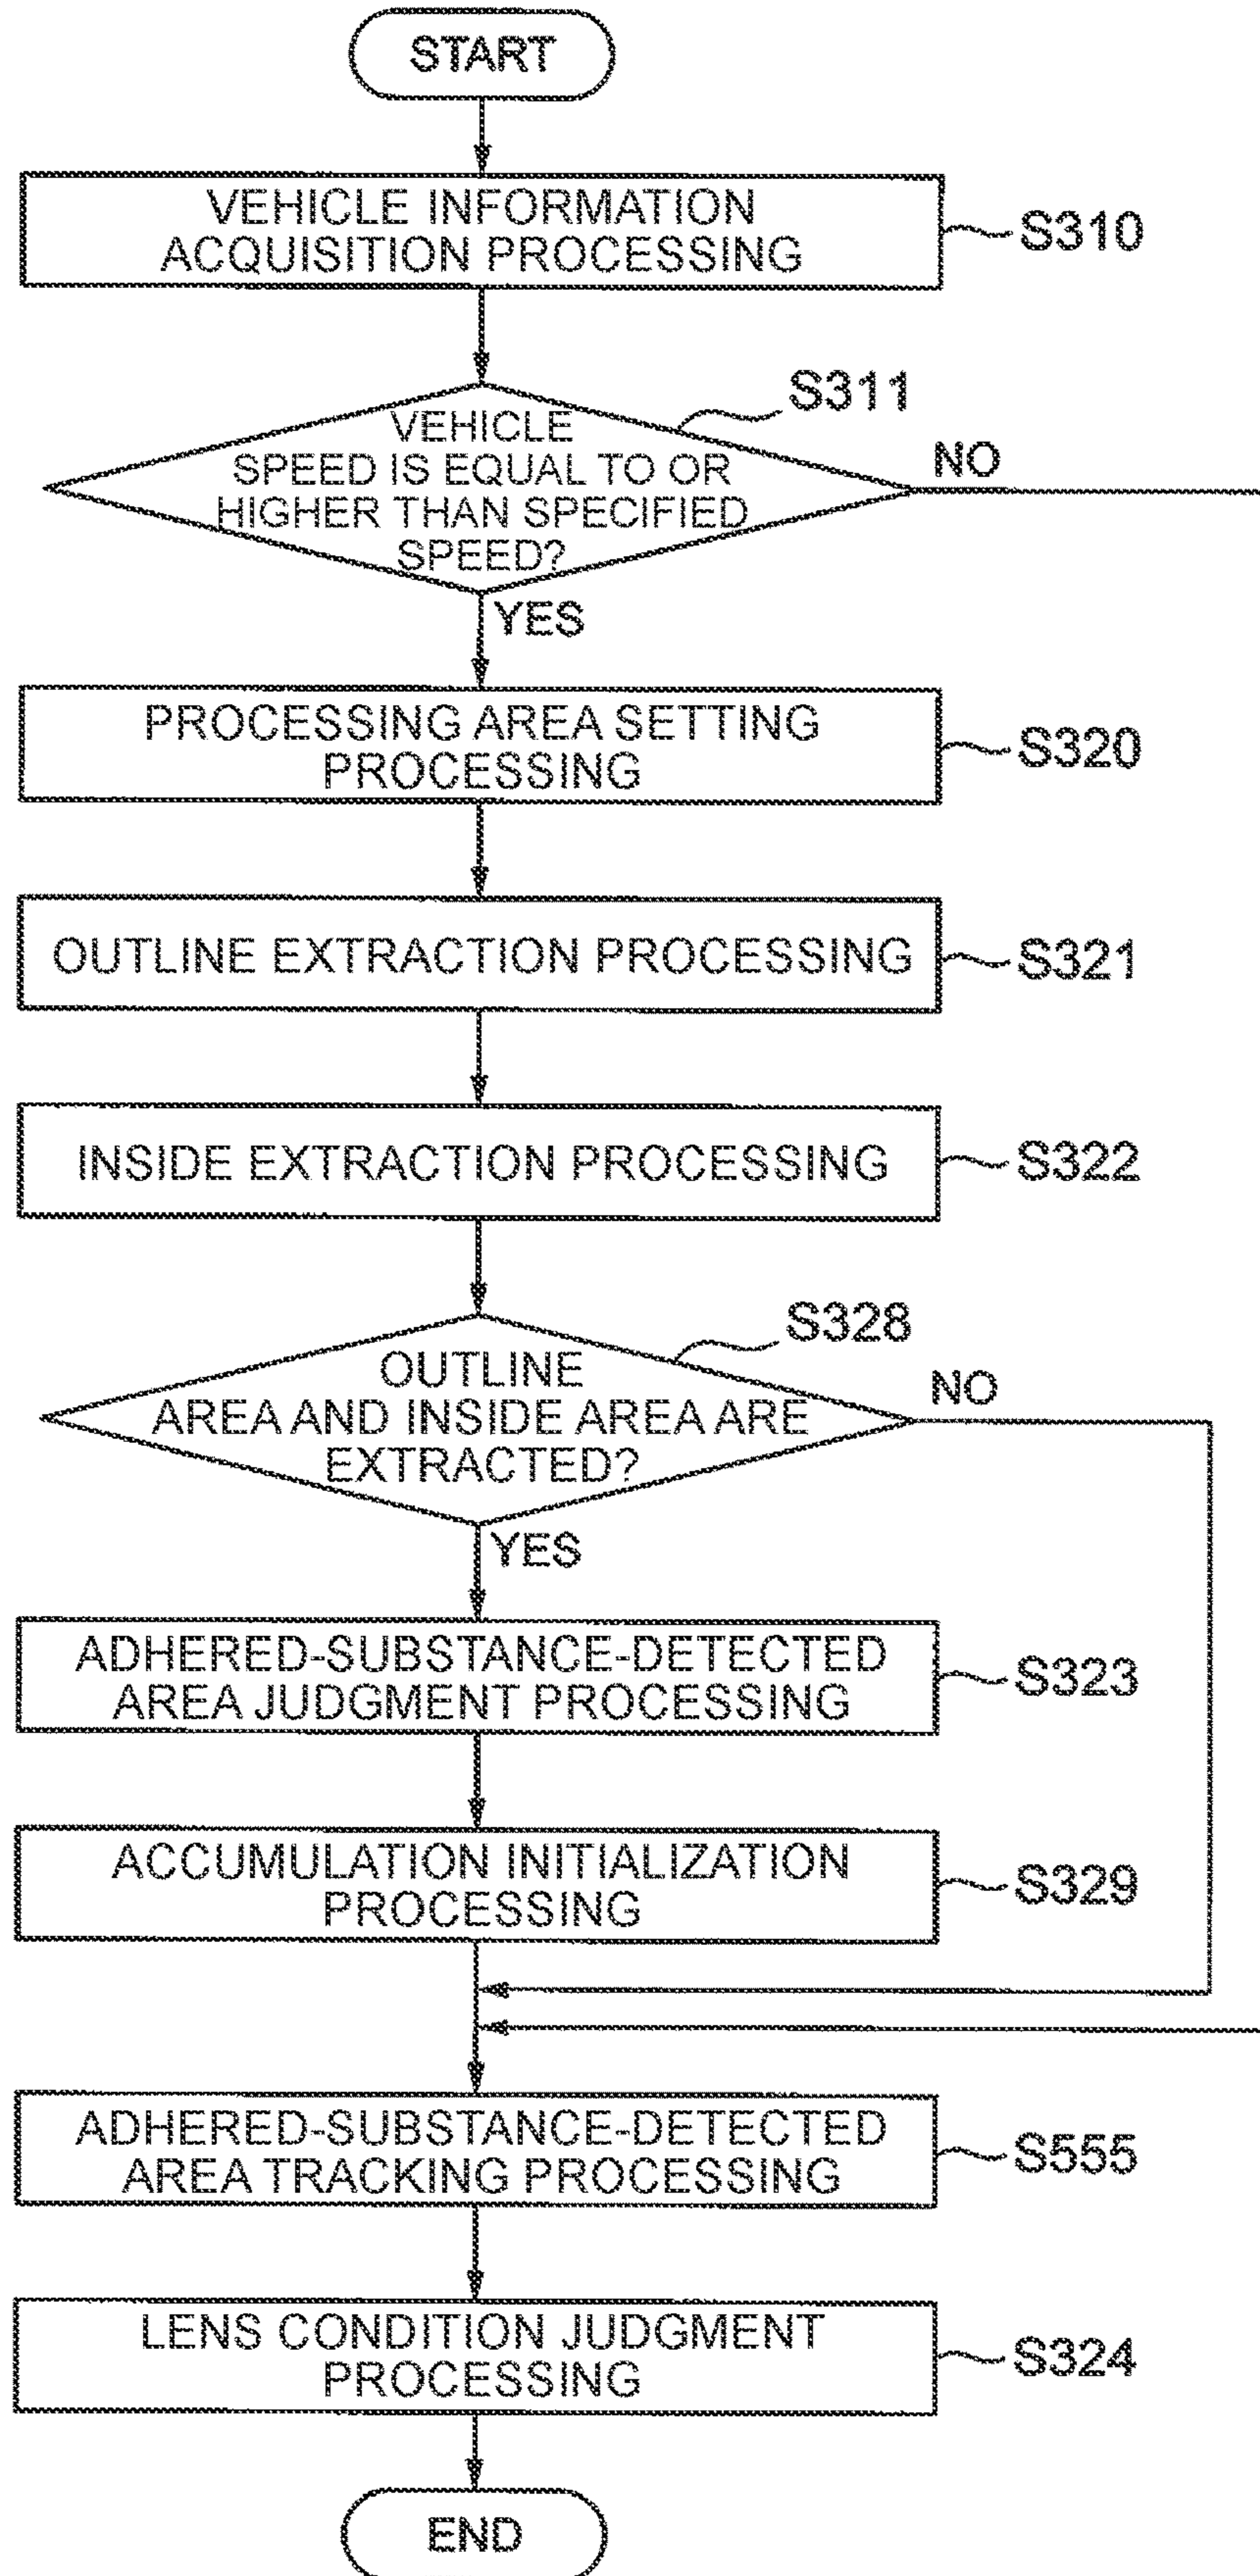 START
VEHICLE INFORMATION
ACQUISITION PROCESSING
S310
S311
VEHICLE
SPEED IS EQUAL TO OR
HIGHER THAN SPECIFIED
SPEED?
NO
YES
PROCESSING AREA SETTING
PROCESSING
S320
OUTLINE EXTRACTION PROCESSING
S321
INSIDE EXTRACTION PROCESSING
S322
S328
OUTLINE
AREA AND INSIDE AREA ARE
EXTRACTED?
NO
YES
ADHERED-SUBSTANCE-DETECTED
AREA JUDGMENT PROCESSING
S323
ACCUMULATION INITIALIZATION
PROCESSING
S329
ADHERED-SUBSTANCE-DETECTED
AREA TRACKING PROCESSING
S555
LENS CONDITION JUDGMENT
PROCESSING
S324
END